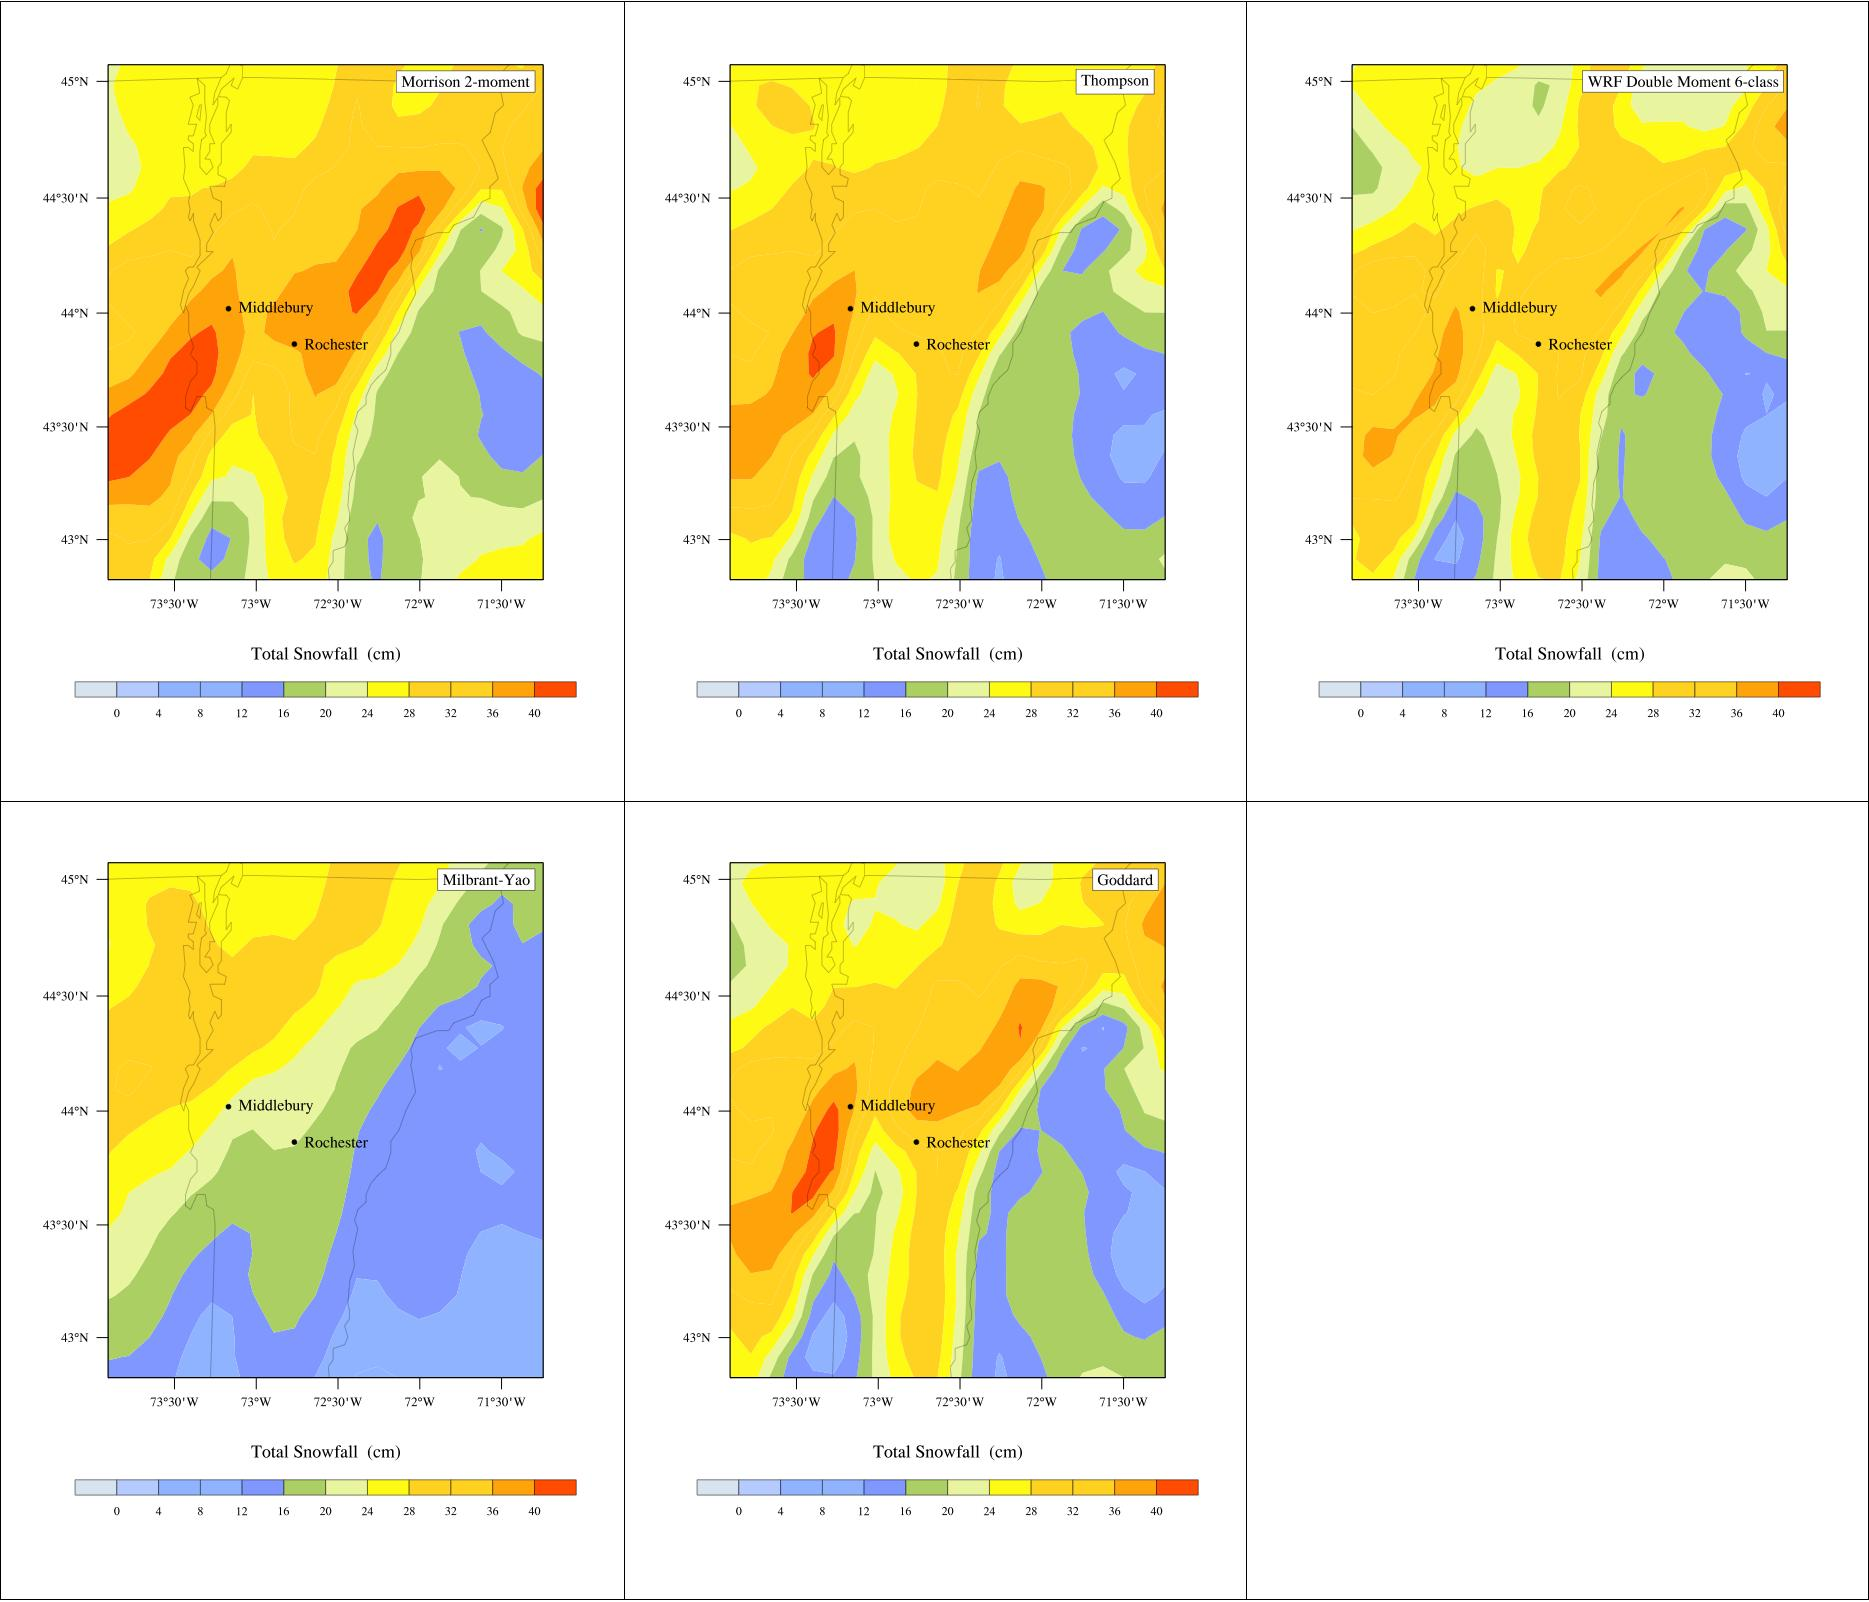 45°N
Morrison 2-moment
44°30'N
Middlebury
44°N
Rochester
43°30'N
43°N
73°30'W 73°W 72°30'W 72°W 71°30'W
Total Snowfall (cm)
0 4 8 12 16 20 24 28 32 36 40
45°N
Thompson
44°30'N
Middlebury
44°N
Rochester
43°30'N
43°N
73°30'W 73°W 72°30'W 72°W 71°30'W
Total Snowfall (cm)
0 4 8 12 16 20 24 28 32 36 40
45°N
WRF Double Moment 6-class
44°30'N
Middlebury
44°N
Rochester
43°30'N
43°N
73°30'W 73°W 72°30'W 72°W 71°30'W
Total Snowfall (cm)
0 4 8 12 16 20 24 28 32 36 40
45°N
Milbrant-Yao
44°30'N
Middlebury
44°N
Rochester
43°30'N
43°N
73°30'W 73°W 72°30'W 72°W 71°30'W
Total Snowfall (cm)
0 4 8 12 16 20 24 28 32 36 40
45°N
Goddard
44°30'N
Middlebury
44°N
Rochester
43°30'N
43°N
73°30'W 73°W 72°30'W 72°W 71°30'W
Total Snowfall (cm)
0 4 8 12 16 20 24 28 32 36 40